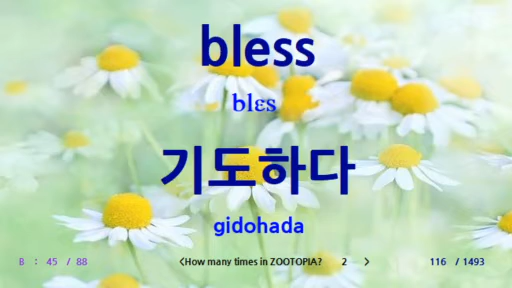 bless
blɛs
기도하다
gidohada
B : 45 / 88 <How many times in ZOOTOPIA? 2 > 116 / 1493